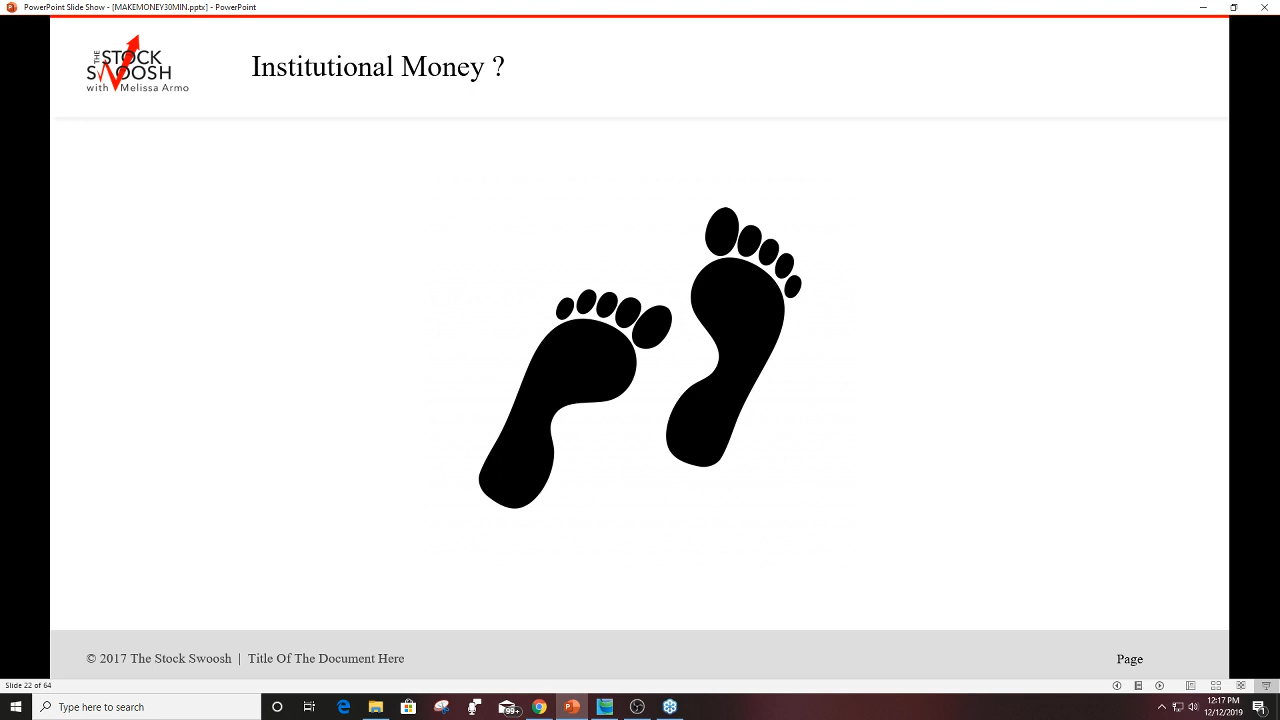 PowerPoint Slide Show - [MAKEMONEY30MIN.pptx] - PowerPoint
THE STOCK
SWOOSH
with Melissa Armo
Institutional Money ?
© 2017 The Stock Swoosh | Title Of The Document Here
Page
Slide 22 of 64
Type here to search
99+
12:17 PM
12/12/2019
1